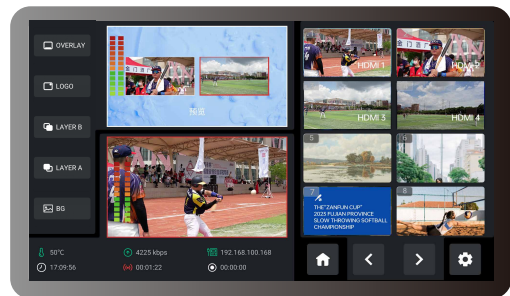 OVERLAY
LOGO
LAYER B
LAYER A
BG
预览
HDMI 1
HDMI 2
HDMI 3
HDMI 4
5
6
7
8
THE"ZANFUN CUP"
2023 FUJIAN PROVINCE
SLOW THROWING SOFTBALL
CHAMPIONSHIP
50°C
4225 kbps
192.168.100.168
17:09:56
00:01:22
00:00:00